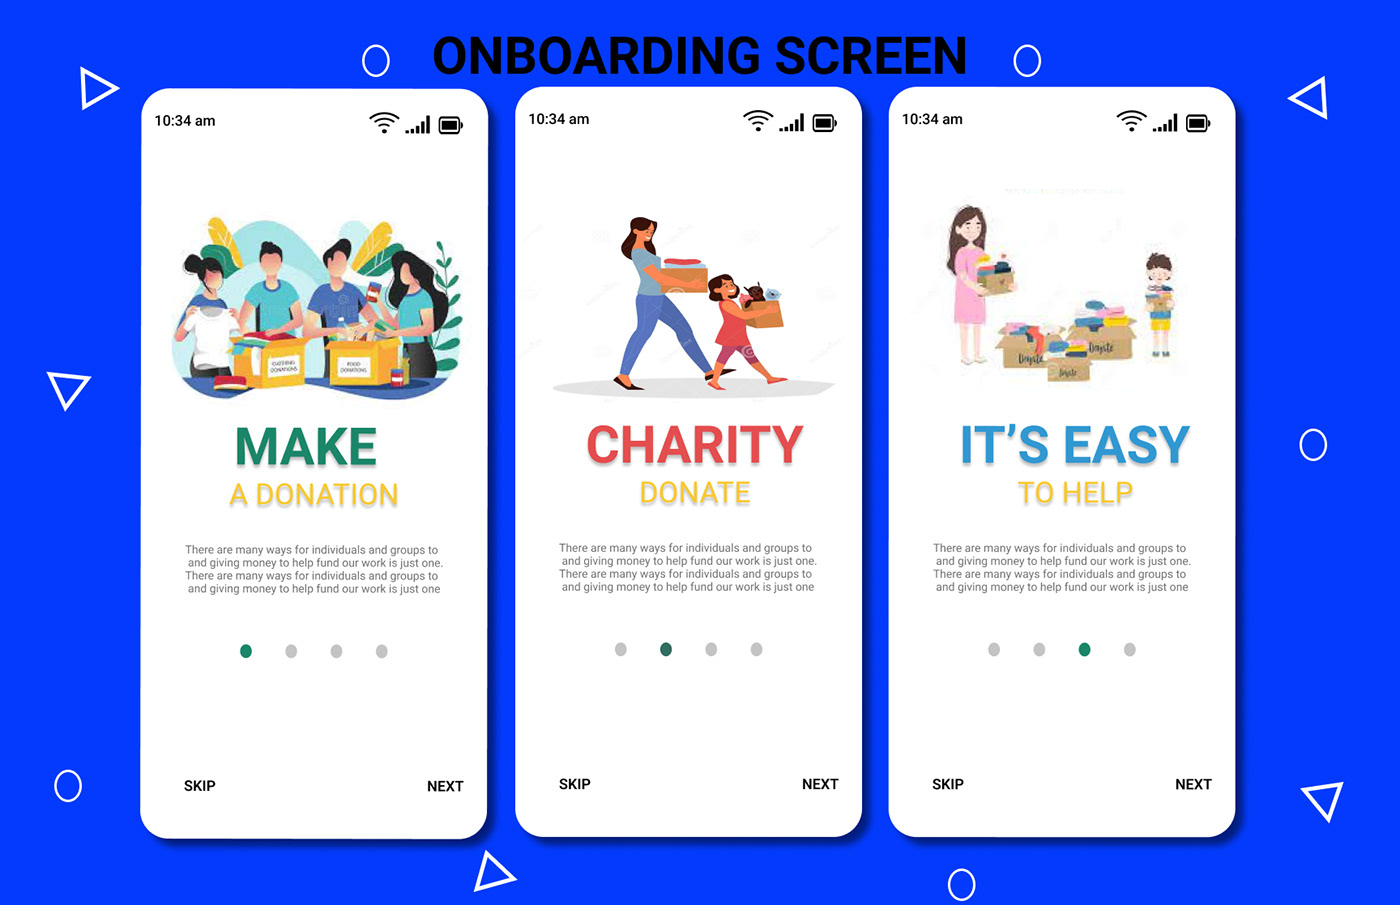 ONBOARDING SCREEN
10:34 am
CLOTHING DONATIONS
FOOD DONATIONS
MAKE
A DONATION
There are many ways for individuals and groups to
and giving money to help fund our work is just one.
There are many ways for individuals and groups to
and giving money to help fund our work is just one
SKIP
NEXT
10:34 am
CHARITY
DONATE
There are many ways for individuals and groups to
and giving money to help fund our work is just one.
There are many ways for individuals and groups to
and giving money to help fund our work is just one
SKIP
NEXT
10:34 am
Donate
Donate
Donate
IT'S EASY
TO HELP
There are many ways for individuals and groups to
and giving money to help fund our work is just one.
There are many ways for individuals and groups to
and giving money to help fund our work is just one
SKIP
NEXT